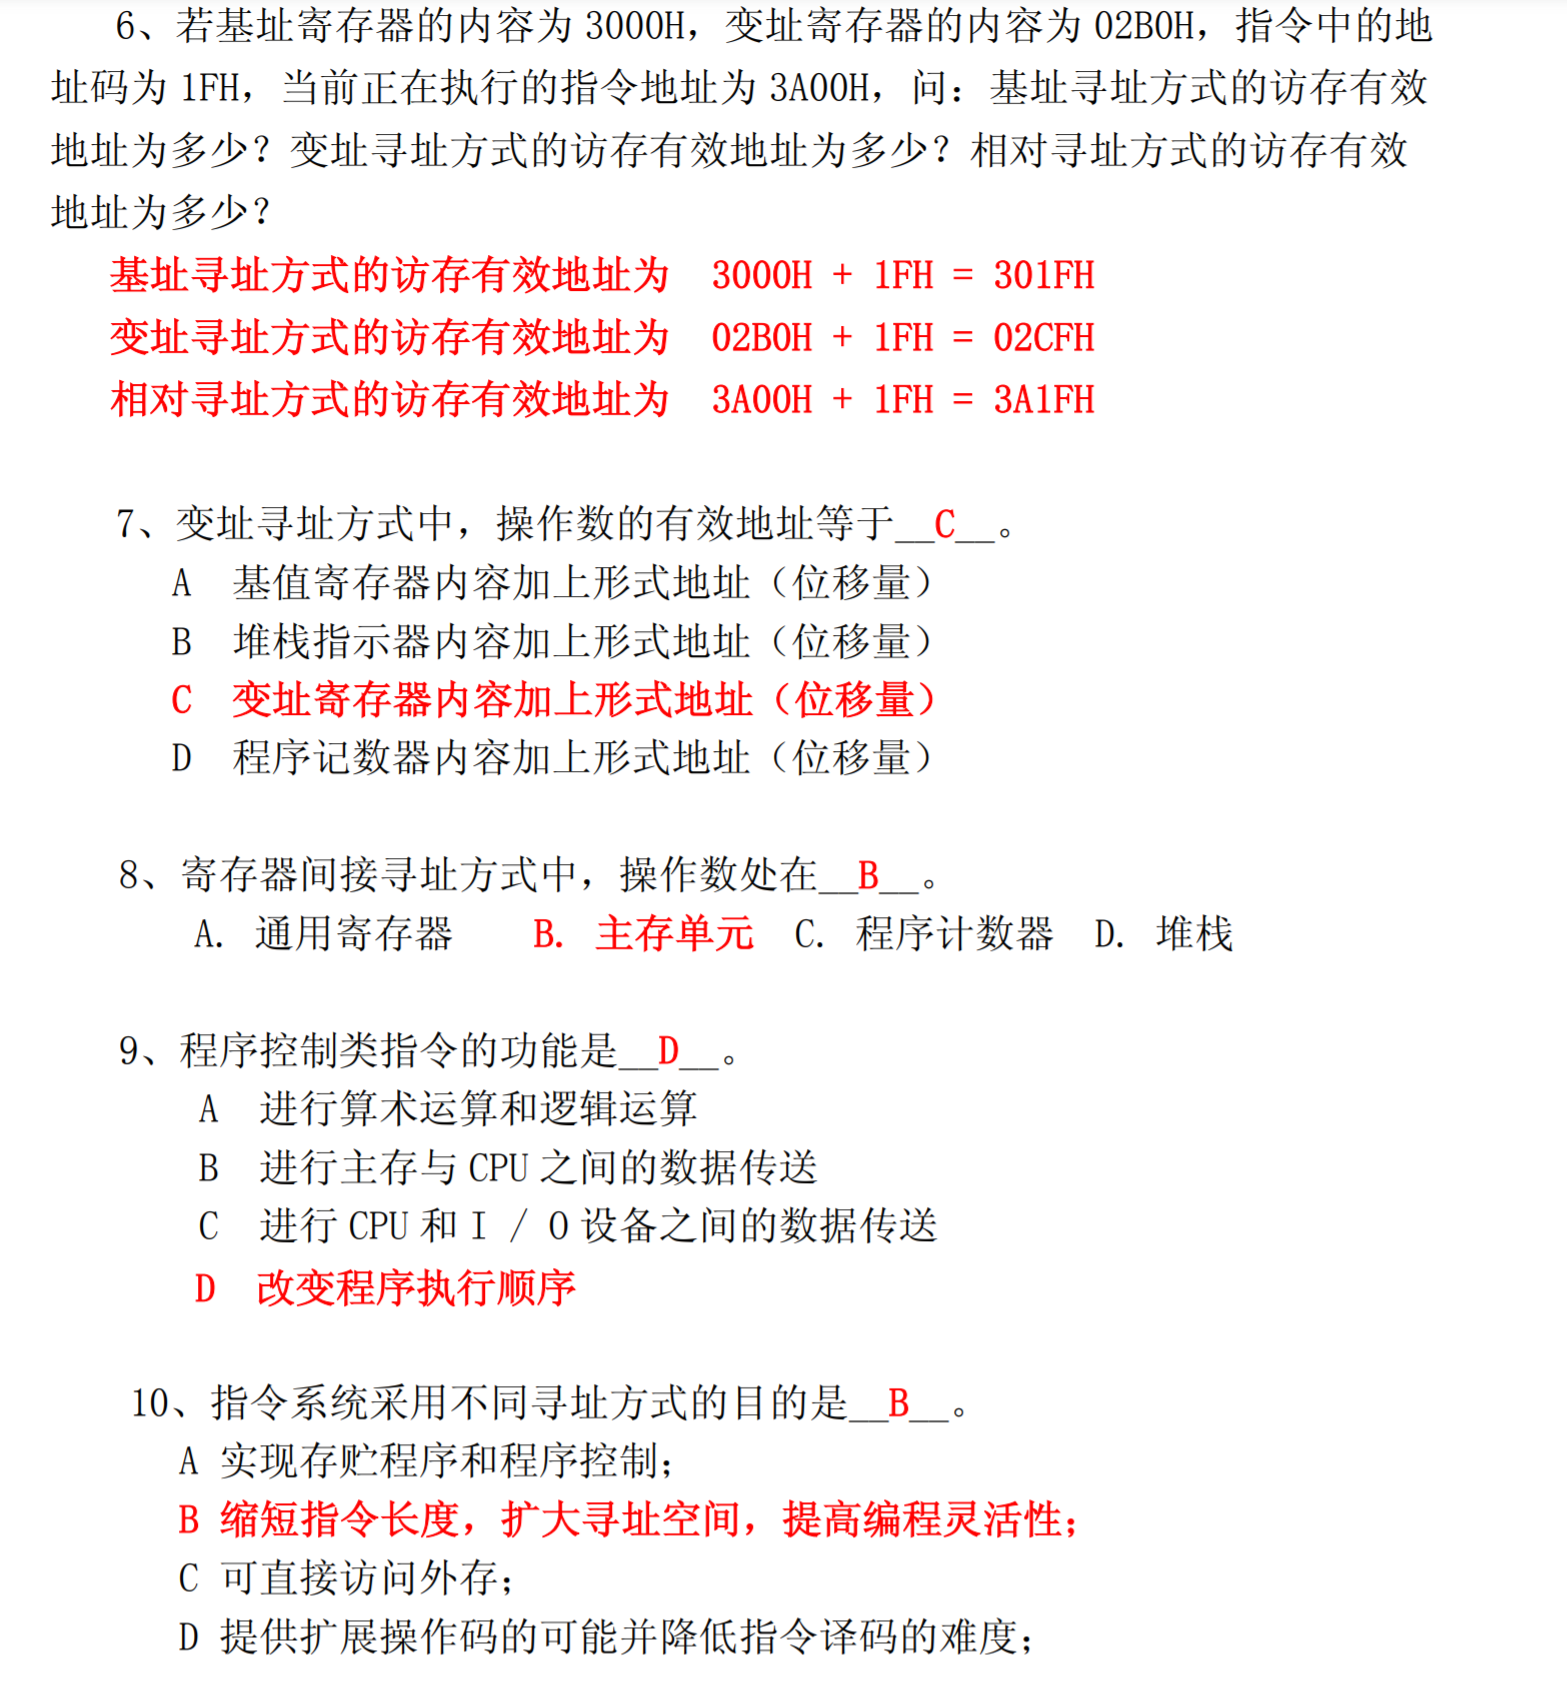 6、若基址寄存器的内容为 3000H，变址寄存器的内容为 02B0H，指令中的地
址码为 1FH，当前正在执行的指令地址为 3A00H，问：基址寻址方式的访存有效
地址为多少？变址寻址方式的访存有效地址为多少？相对寻址方式的访存有效
地址为多少？
基址寻址方式的访存有效地址为 3000H + 1FH = 301FH
变址寻址方式的访存有效地址为 02B0H + 1FH = 02CFH
相对寻址方式的访存有效地址为 3A00H + 1FH = 3A1FH
7、变址寻址方式中，操作数的有效地址等于__C__。
A 基值寄存器内容加上形式地址（位移量）
B 堆栈指示器内容加上形式地址（位移量）
C 变址寄存器内容加上形式地址（位移量）
D 程序记数器内容加上形式地址（位移量）
8、寄存器间接寻址方式中，操作数处在__B__。
A. 通用寄存器 B. 主存单元 C. 程序计数器 D. 堆栈
9、程序控制类指令的功能是__D__。
A 进行算术运算和逻辑运算
B 进行主存与 CPU 之间的数据传送
C 进行 CPU 和 I / O 设备之间的数据传送
D 改变程序执行顺序
10、指令系统采用不同寻址方式的目的是__B__。
A 实现存贮程序和程序控制；
B 缩短指令长度，扩大寻址空间，提高编程灵活性；
C 可直接访问外存；
D 提供扩展操作码的可能并降低指令译码的难度；